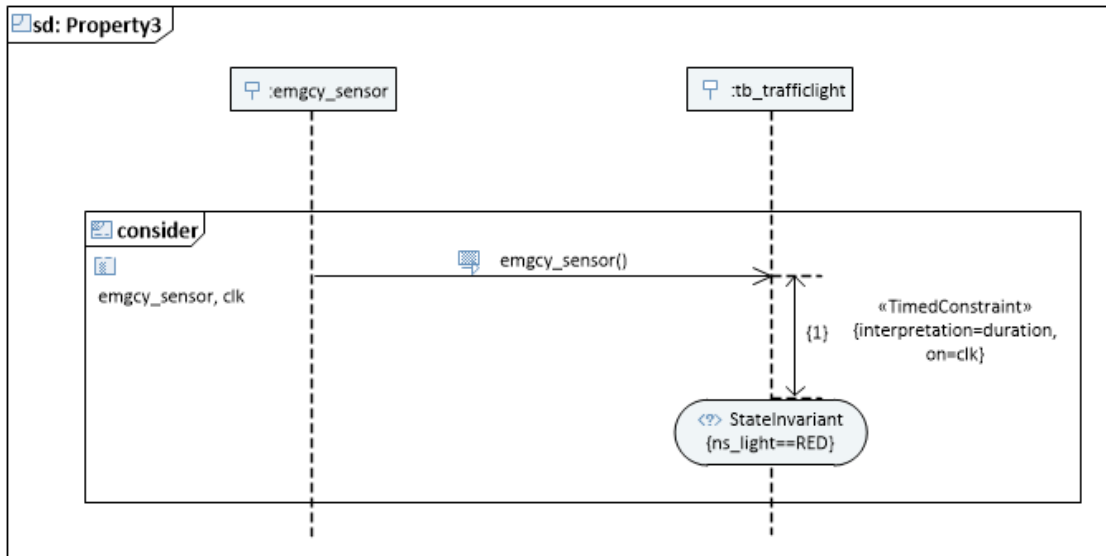 sd: Property3
:emgcy_sensor
:tb_trafficlight
consider
emgcy_sensor()
emgcy_sensor, clk
{1}
«TimedConstraint»
{interpretation=duration,
on=clk}
<?> StateInvariant
{ns_light==RED}